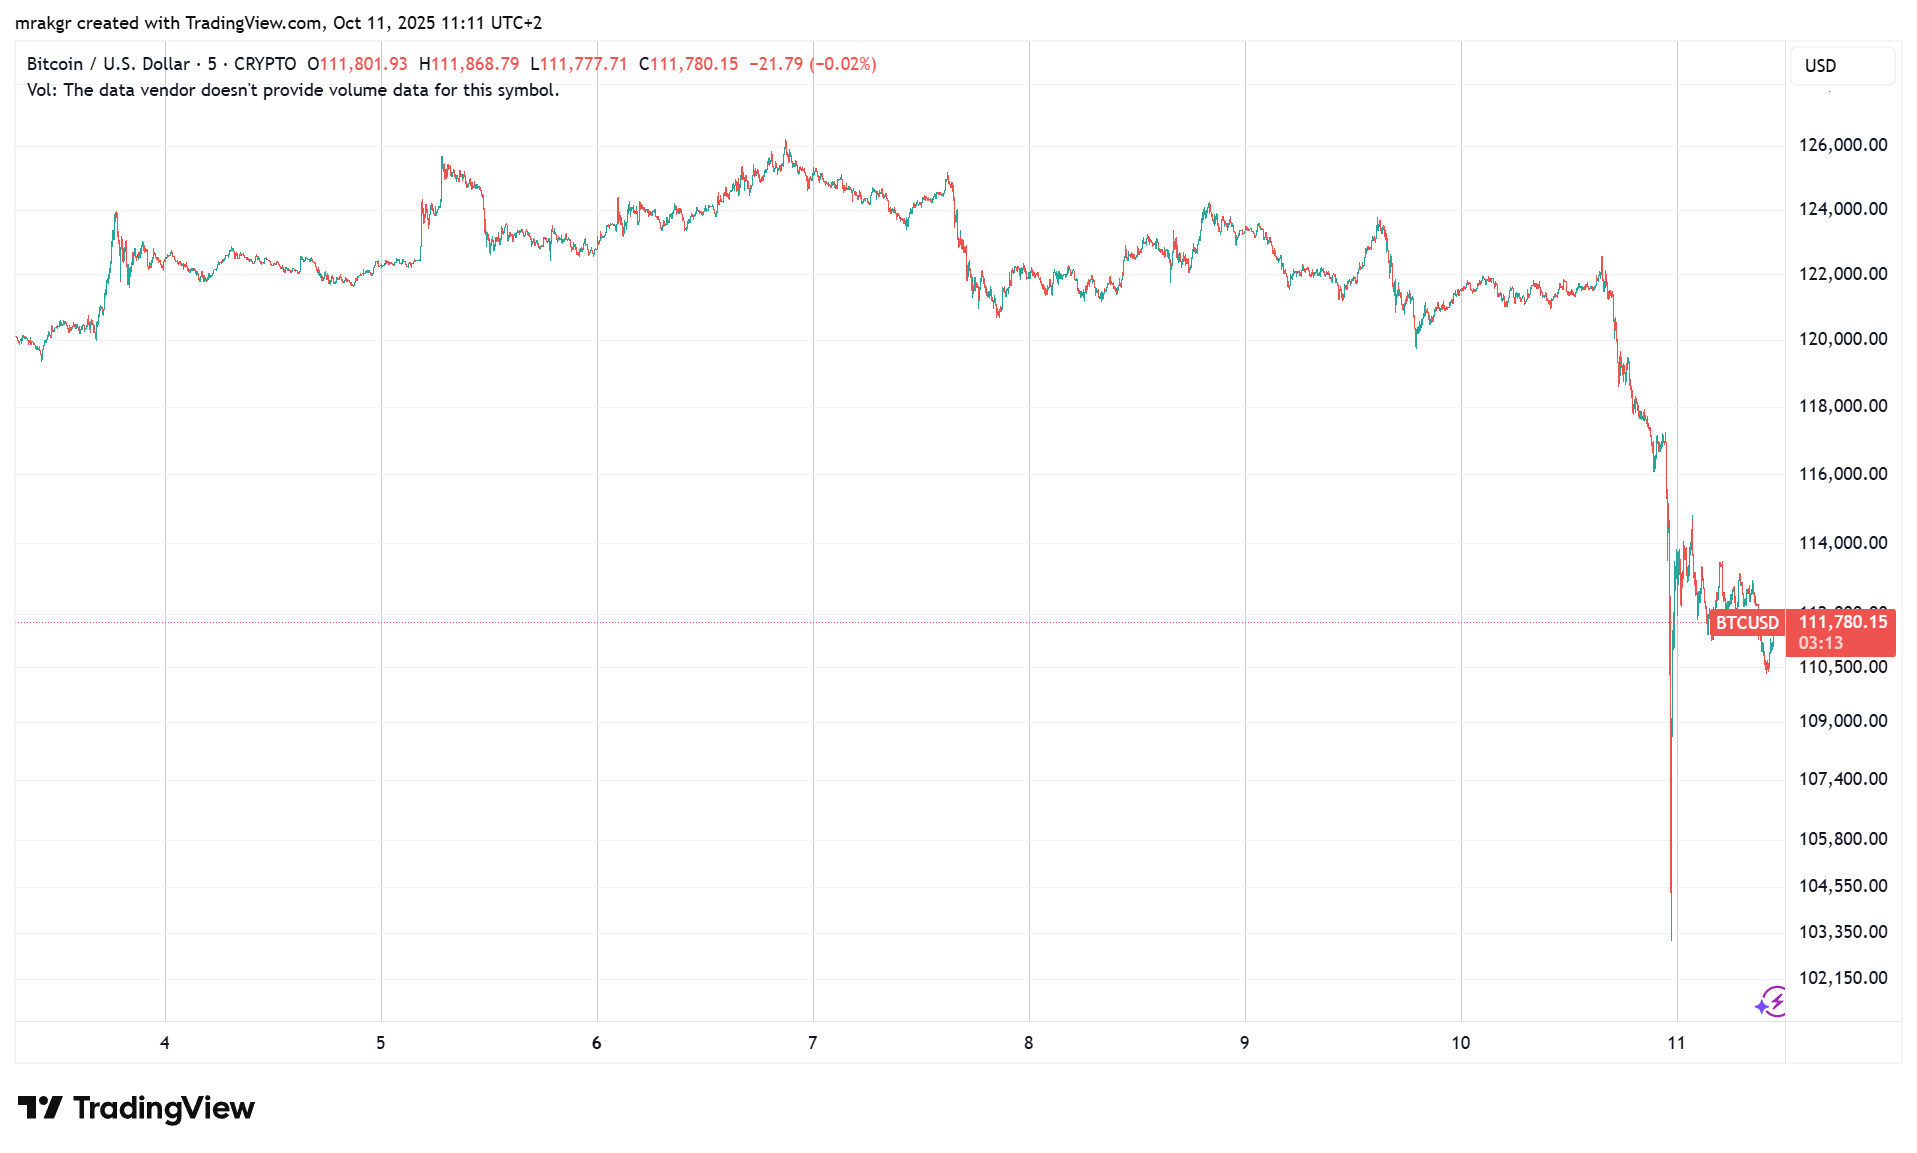 mrakgr created with TradingView.com, Oct 11, 2025 11:11 UTC+2
Bitcoin / U.S. Dollar · 5 · CRYPTO O111,801.93 H111,868.79 L111,777.71 C111,780.15 −21.79 (−0.02%)
Vol: The data vendor doesn't provide volume data for this symbol.
USD
126,000.00
124,000.00
122,000.00
120,000.00
118,000.00
116,000.00
114,000.00
BTCUSD 111,780.15
03:13
110,500.00
109,000.00
107,400.00
105,800.00
104,550.00
103,350.00
102,150.00
4 5 6 7 8 9 10 11
TradingView